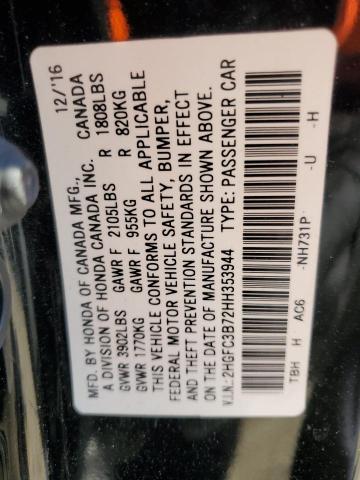 MFD. BY HONDA OF CANADA MFG., 12/'16
A DIVISION OF HONDA CANADA INC. CANADA
GVWR 3902LBS GAWR F 2105LBS R 1808LBS
GVWR 1770KG GAWR F 955KG R 820KG
THIS VEHICLE CONFORMS TO ALL APPLICABLE
FEDERAL MOTOR VEHICLE SAFETY, BUMPER,
AND THEFT PREVENTION STANDARDS IN EFFECT
ON THE DATE OF MANUFACTURE SHOWN ABOVE.
V.I.N.: 2HGFC3B72HH353944 TYPE: PASSENGER CAR
TBH H AC6 -NH731P -U -H